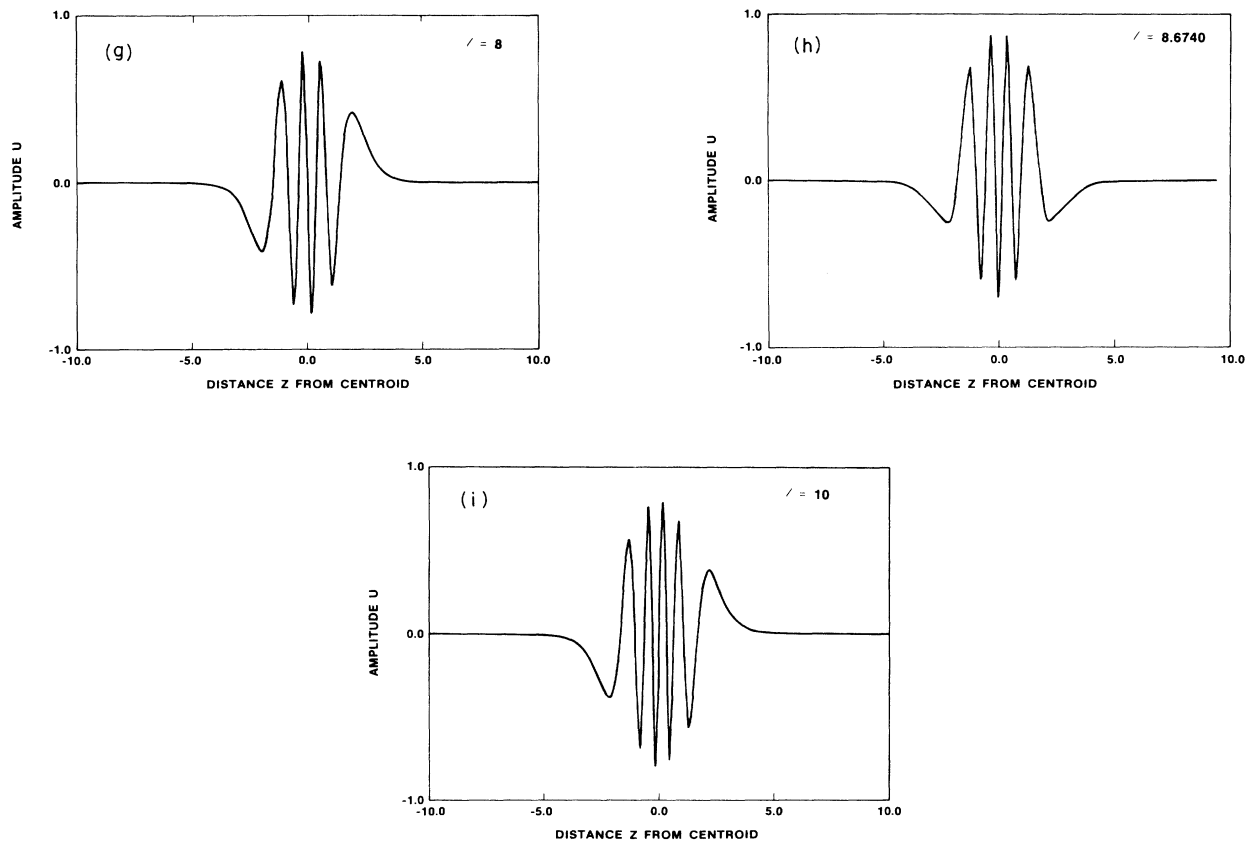 (g)
/ = 8
1.0
0.0
-1.0
AMPLITUDE U
-10.0 -5.0 0.0 5.0 10.0
DISTANCE Z FROM CENTROID
(h)
/ = 8.6740
1.0
0.0
-1.0
AMPLITUDE U
-10.0 -5.0 0.0 5.0 10.0
DISTANCE Z FROM CENTROID
(i)
/ = 10
1.0
0.0
-1.0
AMPLITUDE U
-10.0 -5.0 0.0 5.0 10.0
DISTANCE Z FROM CENTROID